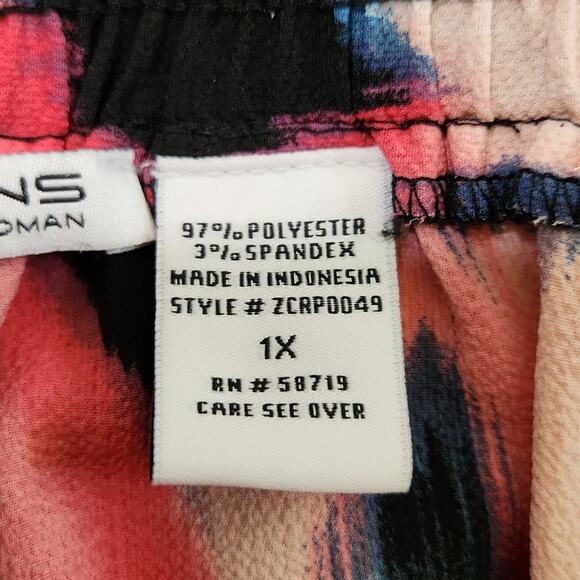 NS
OMAN
97% POLYESTER
3% SPANDEX
MADE IN INDONESIA
STYLE # ZCRP0049
1X
RN # 58719
CARE SEE OVER